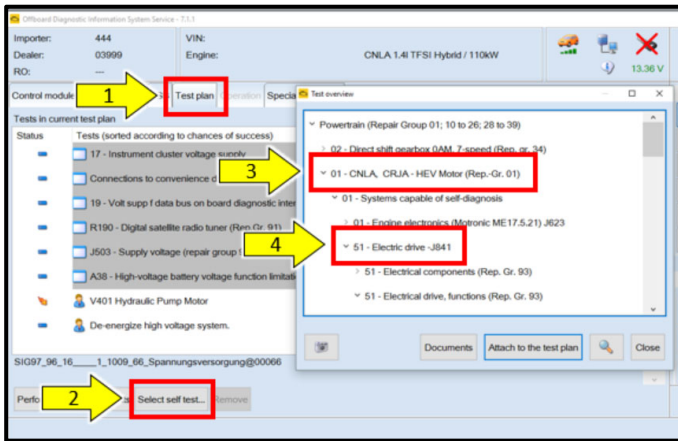 Offboard Diagnostic Information System Service - 7.1.1
Importer: 444 VIN:
Dealer: 03999 Engine: CNLA 1.4l TFSI Hybrid / 110kW
RO: ---
13.36 V
Control module
1
Test plan
Operation
Special
Tests in current test plan
Status Tests (sorted according to chances of success)
17 - Instrument cluster voltage supply
Connections to convenience d
19 - Volt supp f data bus on board diagnostic inter
R190 - Digital satellite radio tuner (Rep.Gr. 91)
J503 - Supply voltage (repair group 9
A38 - High-voltage battery voltage function limitati
V401 Hydraulic Pump Motor
De-energize high voltage system.
SIG97_96_16____1_1009_66_Spannungsversorgung@00066
Perfo
2
Select self test...
Remove
Test overview
Powertrain (Repair Group 01; 10 to 26; 28 to 39)
02 - Direct shift gearbox 0AM, 7-speed (Rep. gr. 34)
3
01 - CNLA, CRJA - HEV Motor (Rep.-Gr. 01)
01 - Systems capable of self-diagnosis
01 - Engine electronics (Motronic ME17.5.21) J623
4
51 - Electric drive -J841
51 - Electrical components (Rep. Gr. 93)
51 - Electrical drive, functions (Rep. Gr. 93)
Documents
Attach to the test plan
Close